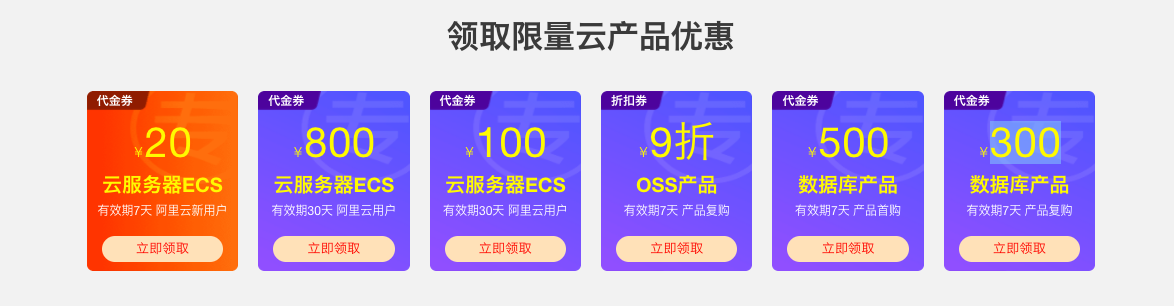 领取限量云产品优惠
代金券
¥20
云服务器ECS
有效期7天 阿里云新用户
立即领取
代金券
¥800
云服务器ECS
有效期30天 阿里云用户
立即领取
代金券
¥100
云服务器ECS
有效期30天 阿里云用户
立即领取
折扣券
¥9折
OSS产品
有效期7天 产品复购
立即领取
代金券
¥500
数据库产品
有效期7天 产品首购
立即领取
代金券
¥300
数据库产品
有效期7天 产品复购
立即领取